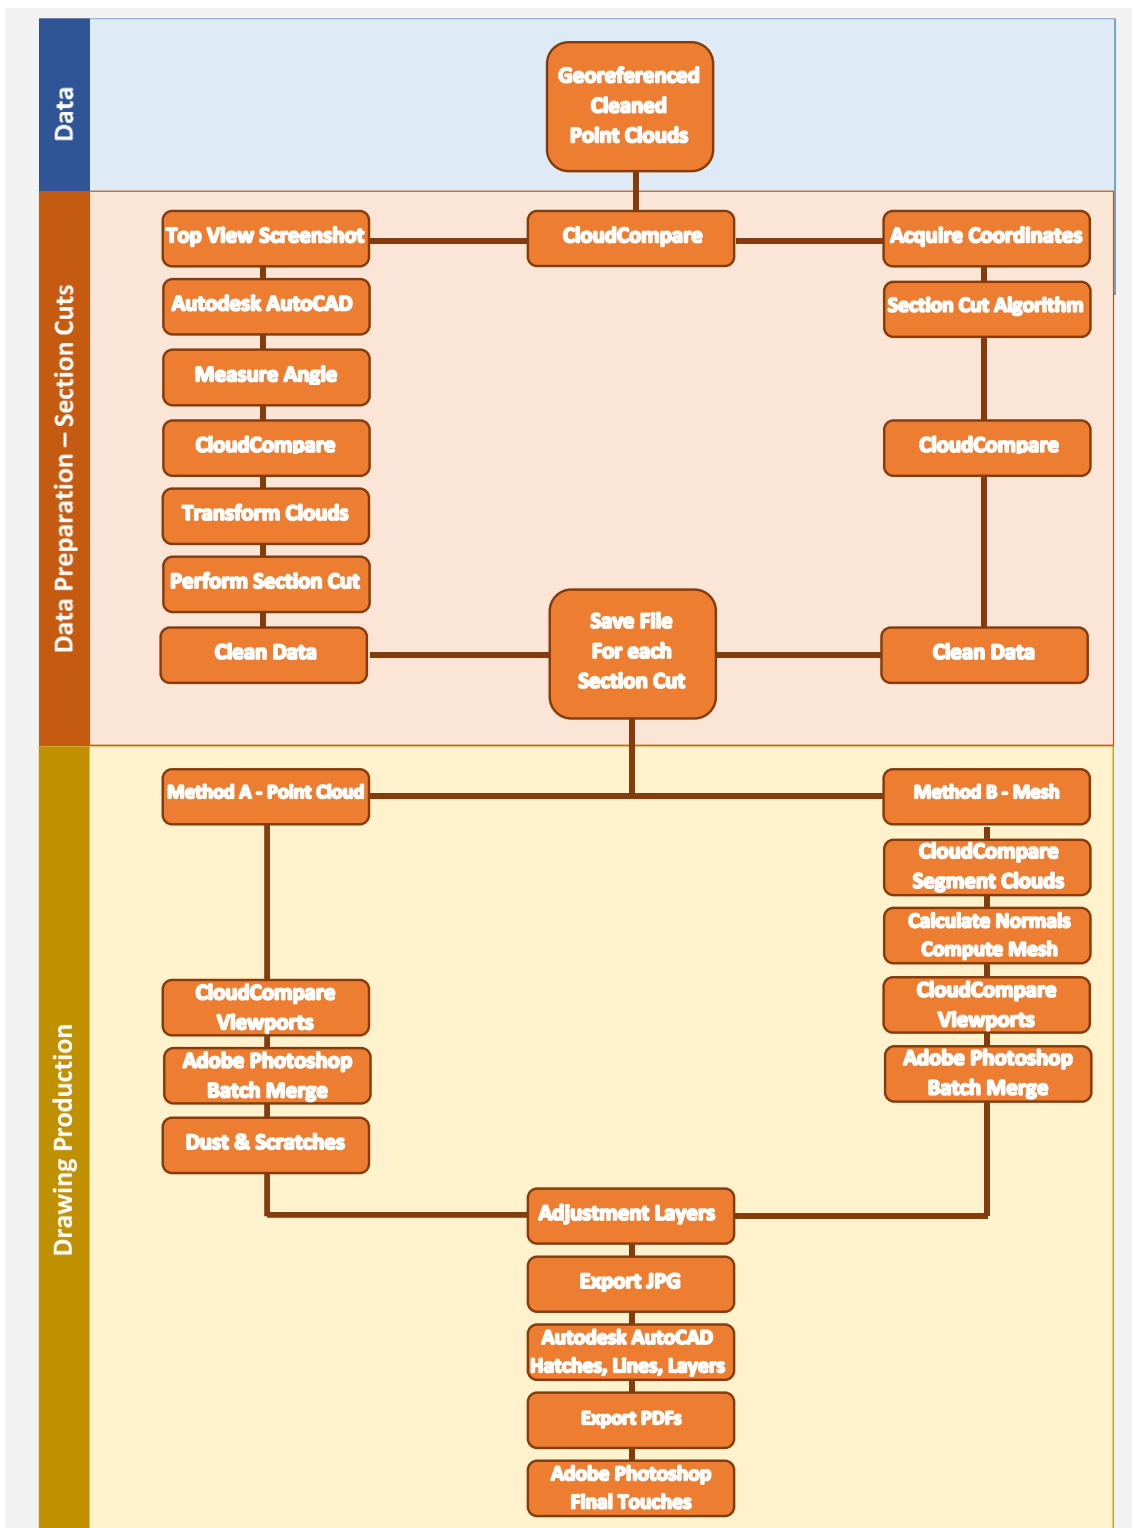 Data
Georeferenced
Cleaned
Point Clouds
Data Preparation – Section Cuts
Top View Screenshot
CloudCompare
Acquire Coordinates
Autodesk AutoCAD
Section Cut Algorithm
Measure Angle
CloudCompare
CloudCompare
Transform Clouds
Perform Section Cut
Clean Data
Save File
For each
Section Cut
Clean Data
Drawing Production
Method A - Point Cloud
Method B - Mesh
CloudCompare
Segment Clouds
Calculate Normals
Compute Mesh
CloudCompare
Viewports
CloudCompare
Viewports
Adobe Photoshop
Batch Merge
Adobe Photoshop
Batch Merge
Dust & Scratches
Adjustment Layers
Export JPG
Autodesk AutoCAD
Hatches, Lines, Layers
Export PDFs
Adobe Photoshop
Final Touches